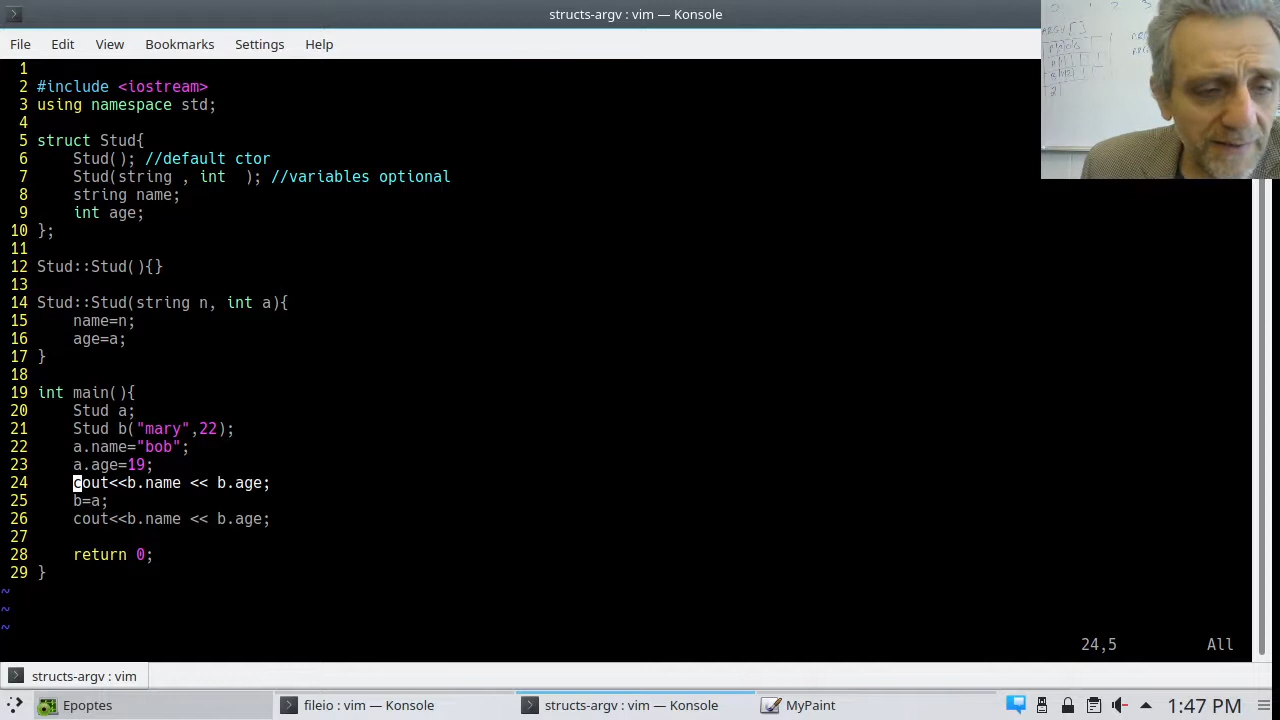 structs-argv : vim — Konsole
File Edit View Bookmarks Settings Help
1
2 #include <iostream>
3 using namespace std;
4
5 struct Stud{
6 Stud(); //default ctor
7 Stud(string , int  ); //variables optional
8 string name;
9 int age;
10 };
11
12 Stud::Stud(){}
13
14 Stud::Stud(string n, int a){
15 name=n;
16 age=a;
17 }
18
19 int main(){
20 Stud a;
21 Stud b("mary",22);
22 a.name="bob";
23 a.age=19;
24 cout<<b.name << b.age;
25 b=a;
26 cout<<b.name << b.age;
27
28 return 0;
29 }
~
~
~
24,5 All
structs-argv : vim
Epoptes fileio : vim — Konsole structs-argv : vim — Konsole MyPaint 1:47 PM